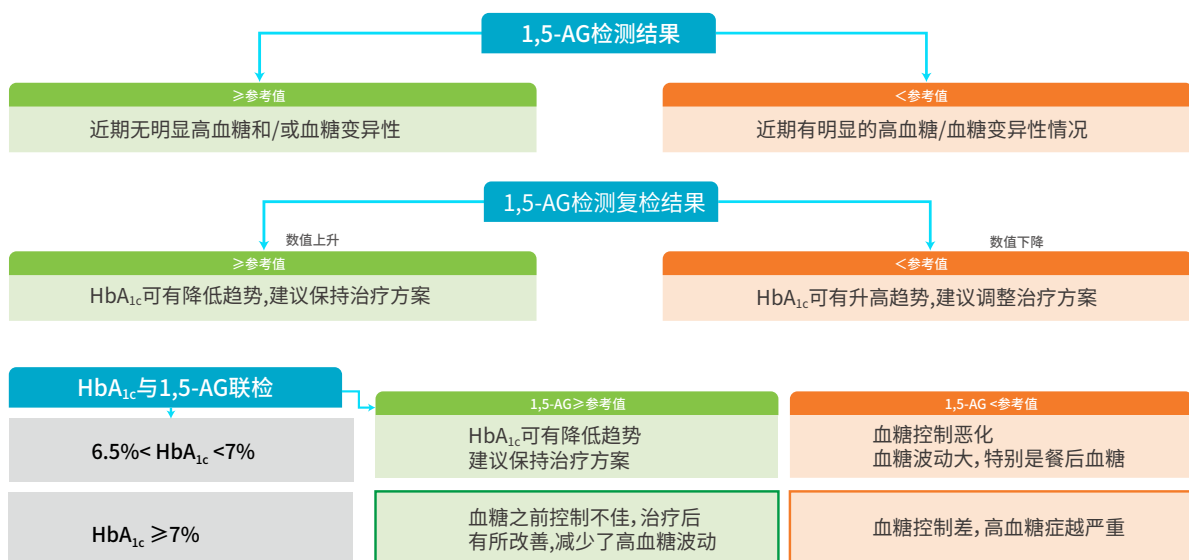 1,5-AG检测结果
≥参考值
<参考值
近期无明显高血糖和/或血糖变异性
近期有明显的高血糖/血糖变异性情况
1,5-AG检测复检结果
数值上升
数值下降
≥参考值
<参考值
HbA1c可有降低趋势,建议保持治疗方案
HbA1c可有升高趋势,建议调整治疗方案
HbA1c与1,5-AG联检
1,5-AG≥参考值
1,5-AG <参考值
6.5%< HbA1c <7%
HbA1c可有降低趋势
建议保持治疗方案
血糖控制恶化
血糖波动大，特别是餐后血糖
HbA1c ≥7%
血糖之前控制不佳，治疗后
有所改善,减少了高血糖波动
血糖控制差，高血糖症越严重